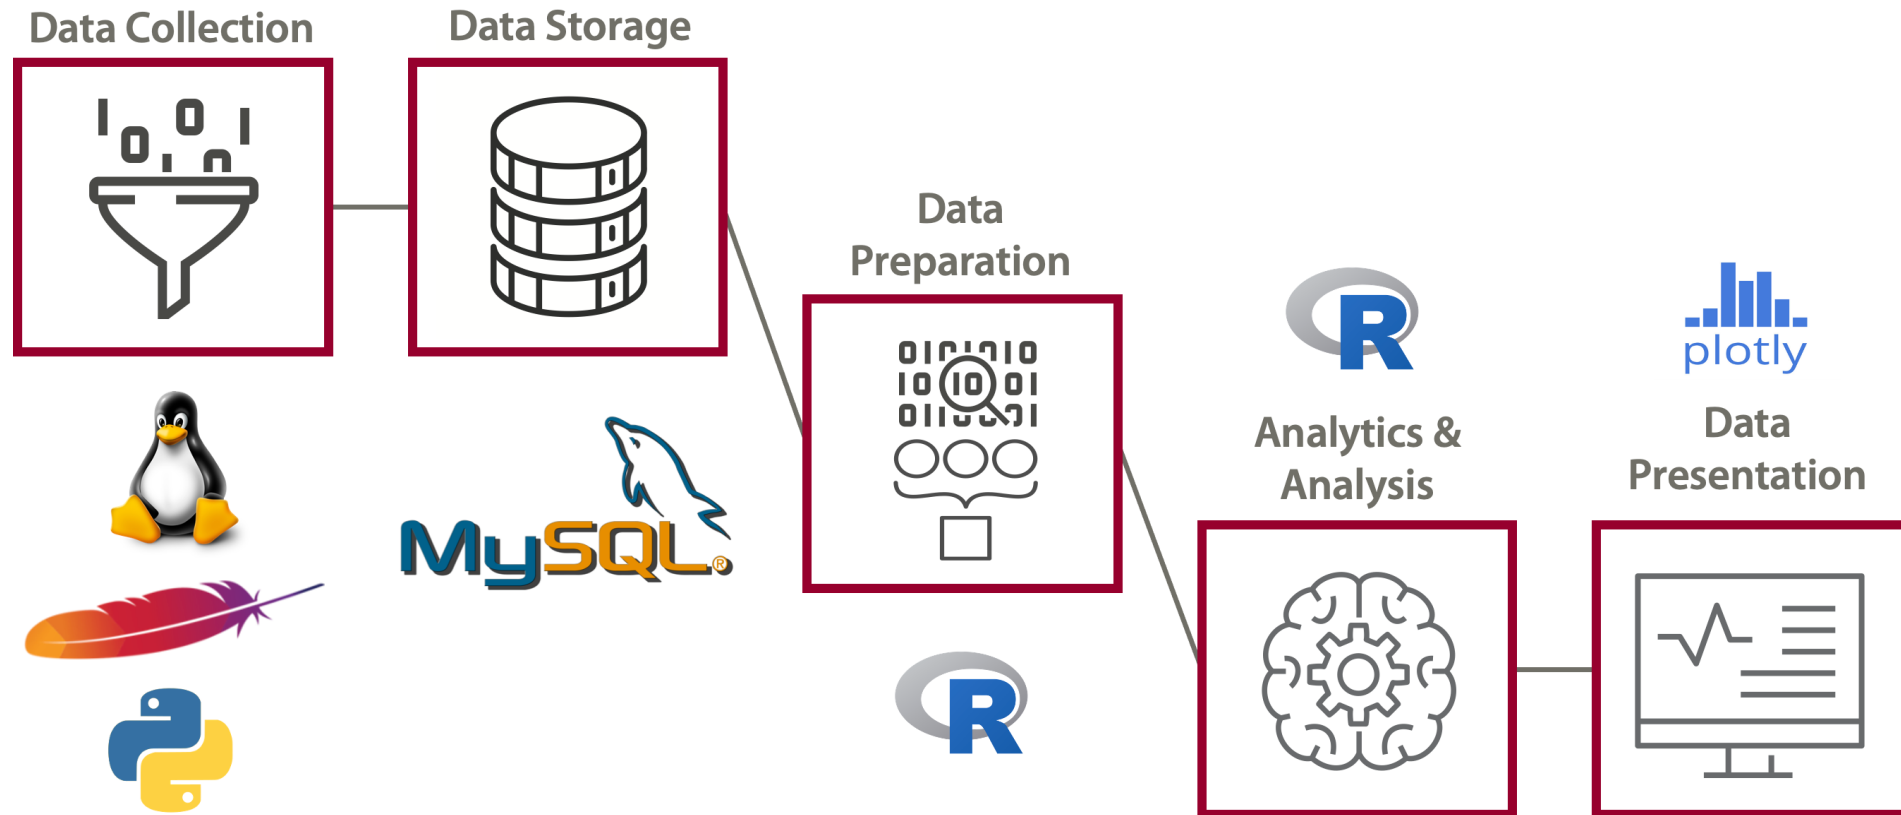 Data Collection
Data Storage
Data
Preparation
Analytics &
Analysis
Data
Presentation
MySQL®
R
R
plotly